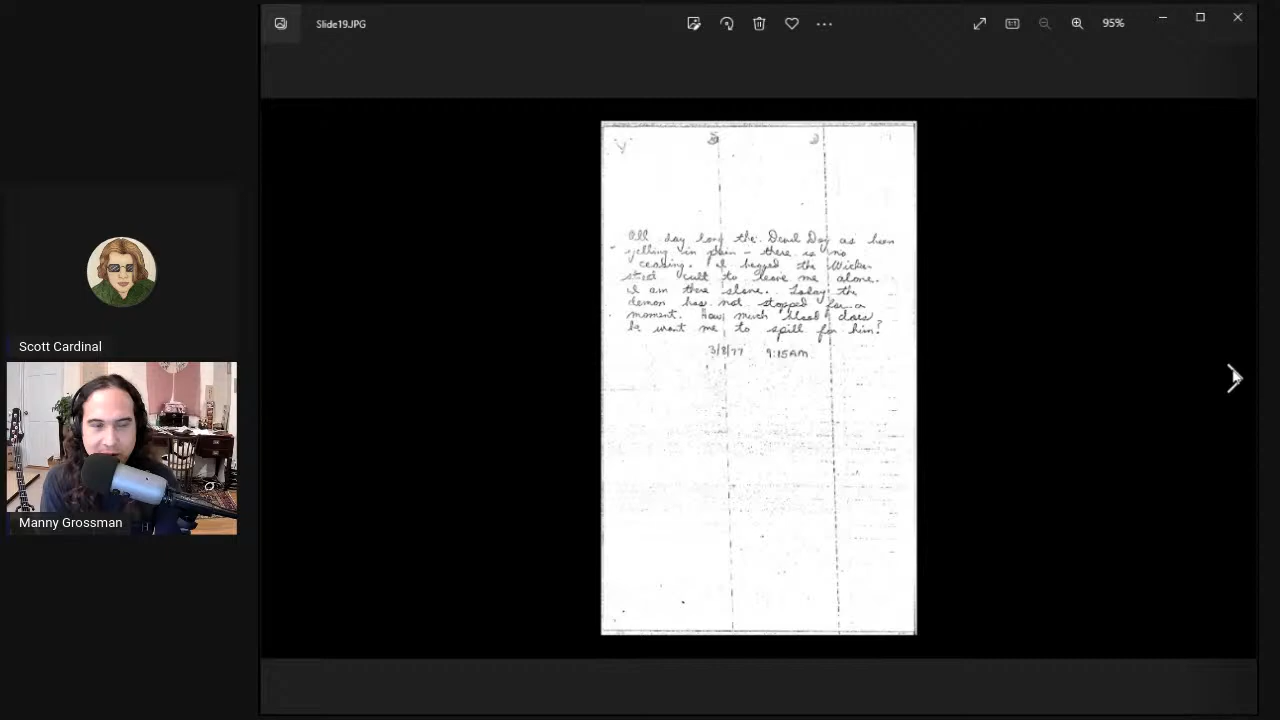 Slide19.JPG
95%
All day long the Devil Dog as been
yelling in plain - there is no
ceasing. I begged the Wicker
street cult to leave me alone.
I am there slave. Today the
demon has not stopped for a
moment. How much blood does
he want me to spill for him?
3/8/77 9:15AM
Scott Cardinal
Manny Grossman